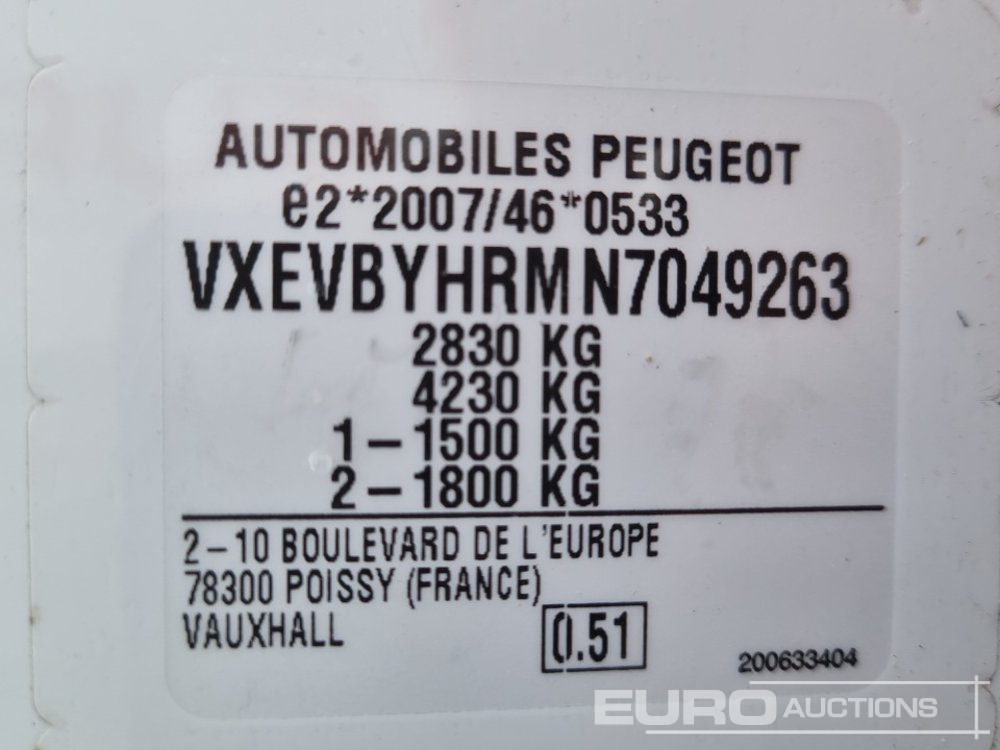 AUTOMOBILES PEUGEOT
e2*2007/46*0533
VXEVBYHRMN7049263
2830 KG
4230 KG
1-1500 KG
2-1800 KG
2-10 BOULEVARD DE L'EUROPE
78300 POISSY (FRANCE)
VAUXHALL
0.51
200633404
EURO AUCTIONS